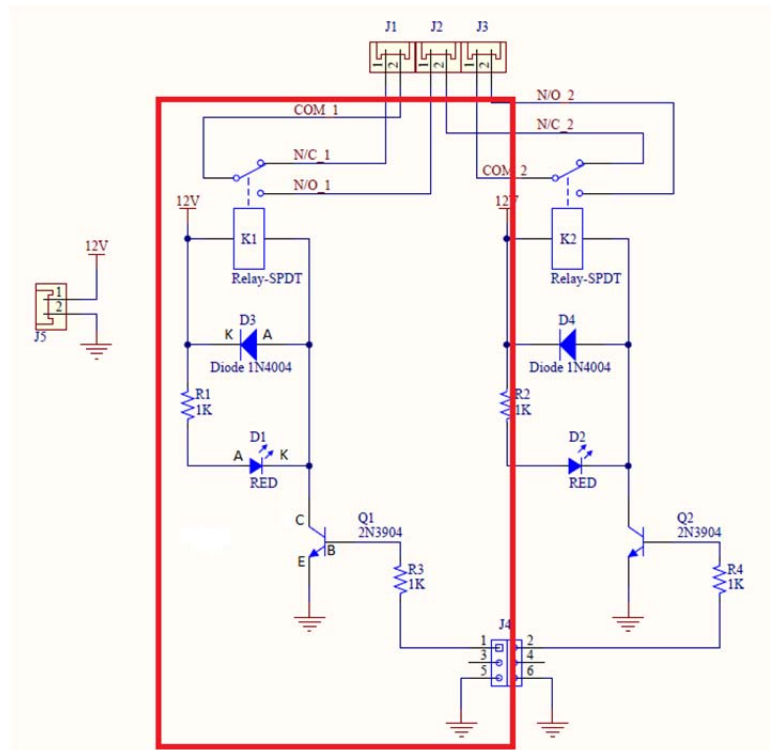 J1 J2 J3
1 2 1 2 1 2
N/O_2
COM_1
N/C_2
N/C_1
COM_2
N/O_1
12V
12V
K1
K2
Relay-SPDT
Relay-SPDT
12V
1
2
J5
D3
D4
K A
Diode 1N4004
Diode 1N4004
R1
1K
R2
1K
D1
D2
A K
RED
RED
C
Q1
2N3904
Q2
2N3904
B
E
R3
1K
R4
1K
J4
1 2
3 4
5 6